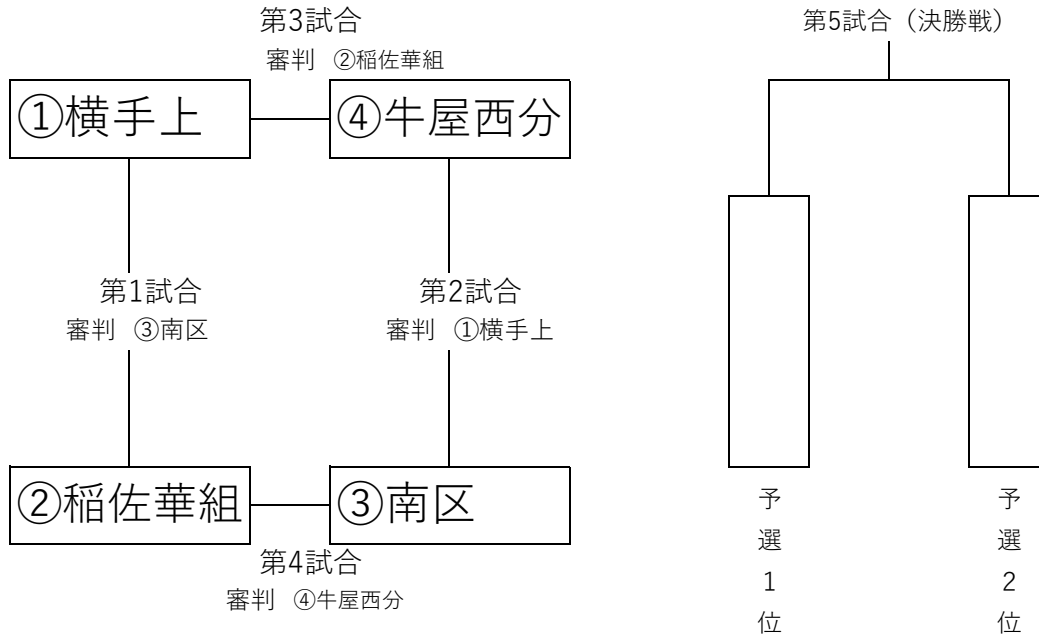 第3試合
審判　②稲佐華組
①横手上
④牛屋西分
第1試合
審判　③南区
第2試合
審判　①横手上
②稲佐華組
③南区
第4試合
審判　④牛屋西分
第5試合（決勝戦）
予選1位
予選2位